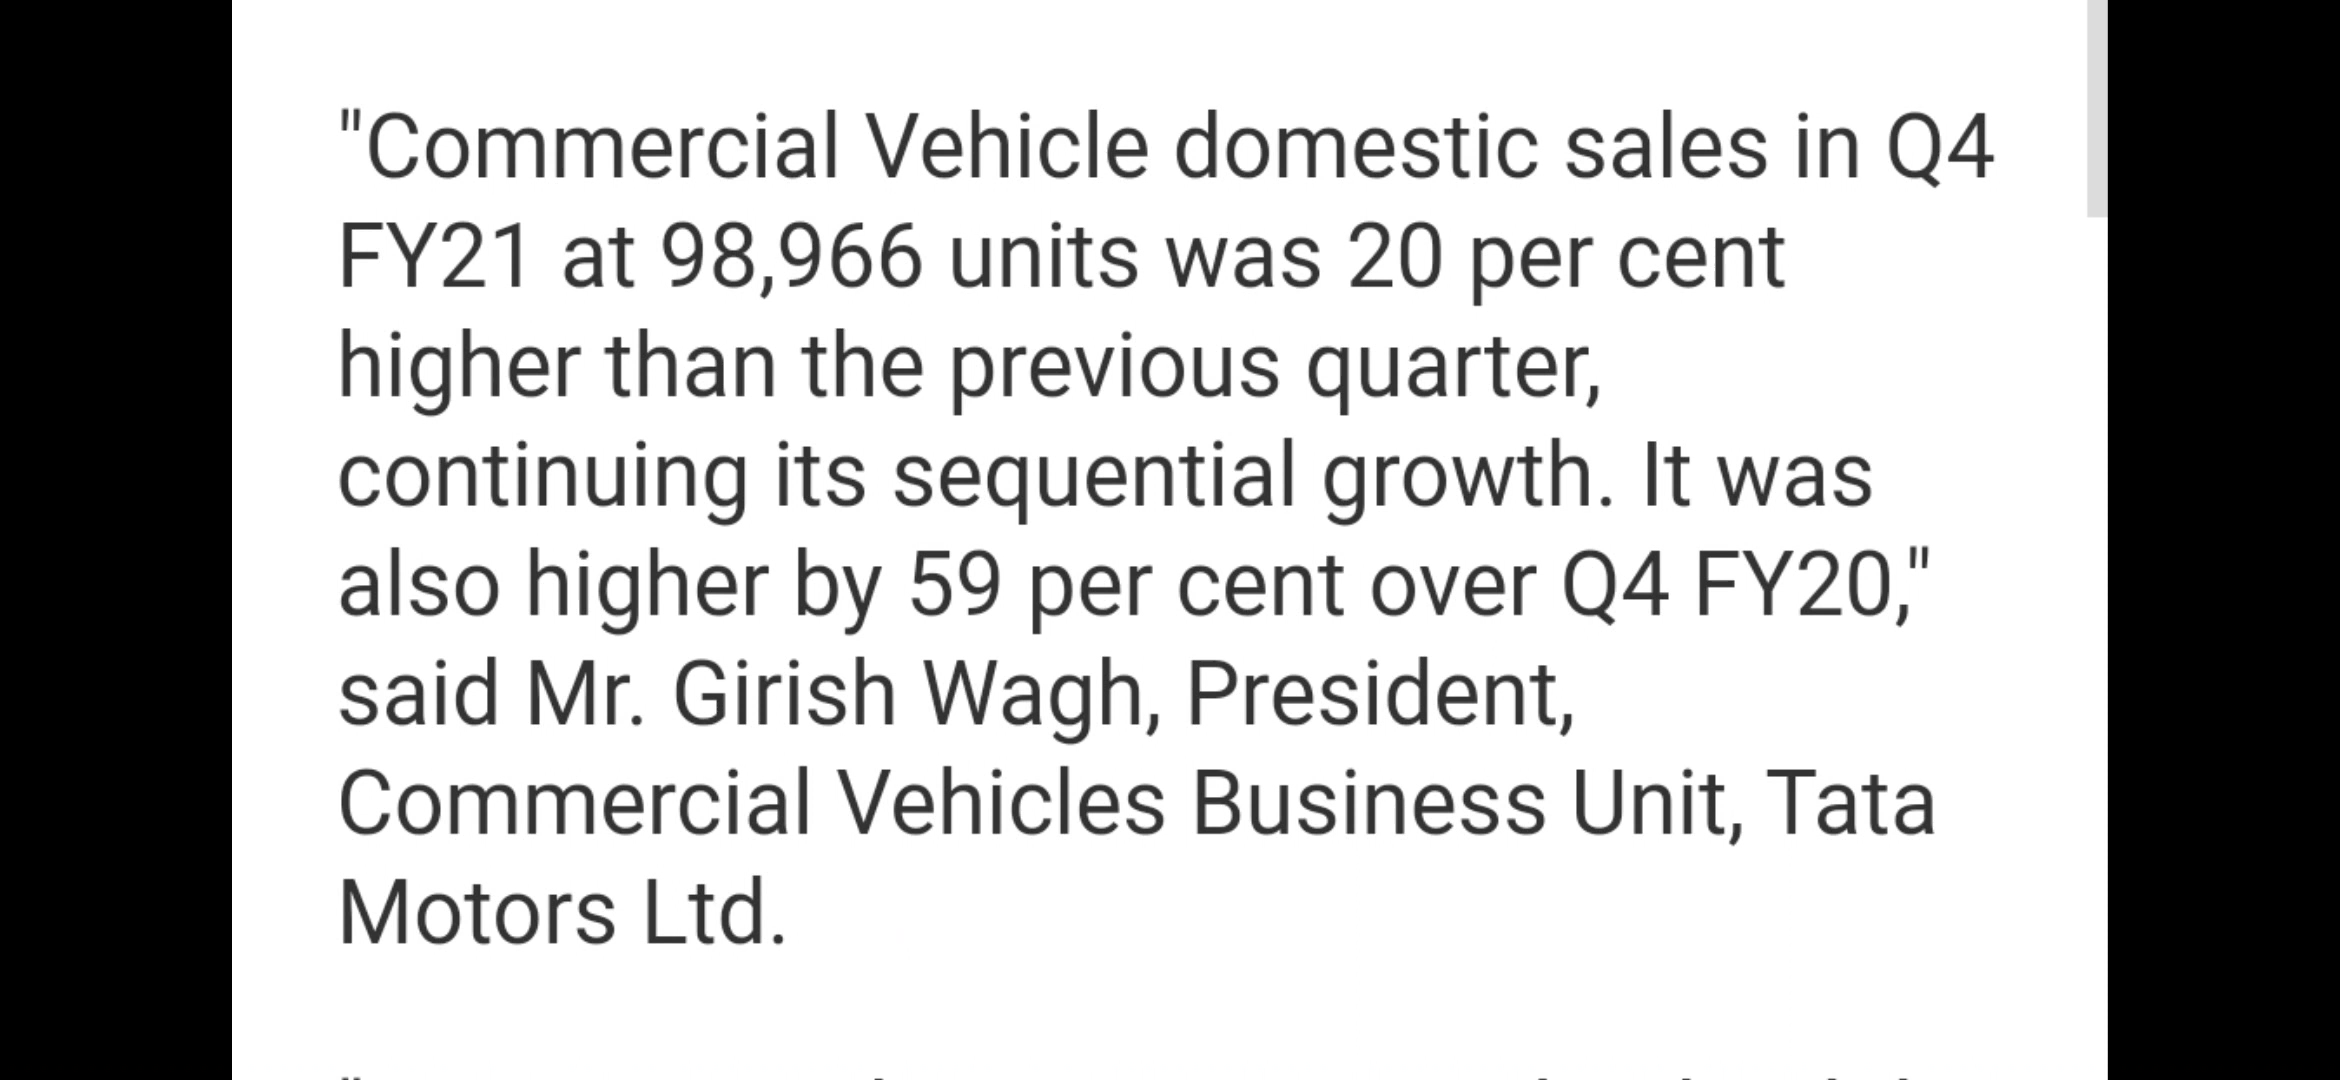 "Commercial Vehicle domestic sales in Q4
FY21 at 98,966 units was 20 per cent
higher than the previous quarter,
continuing its sequential growth. It was
also higher by 59 per cent over Q4 FY20,"
said Mr. Girish Wagh, President,
Commercial Vehicles Business Unit, Tata
Motors Ltd.